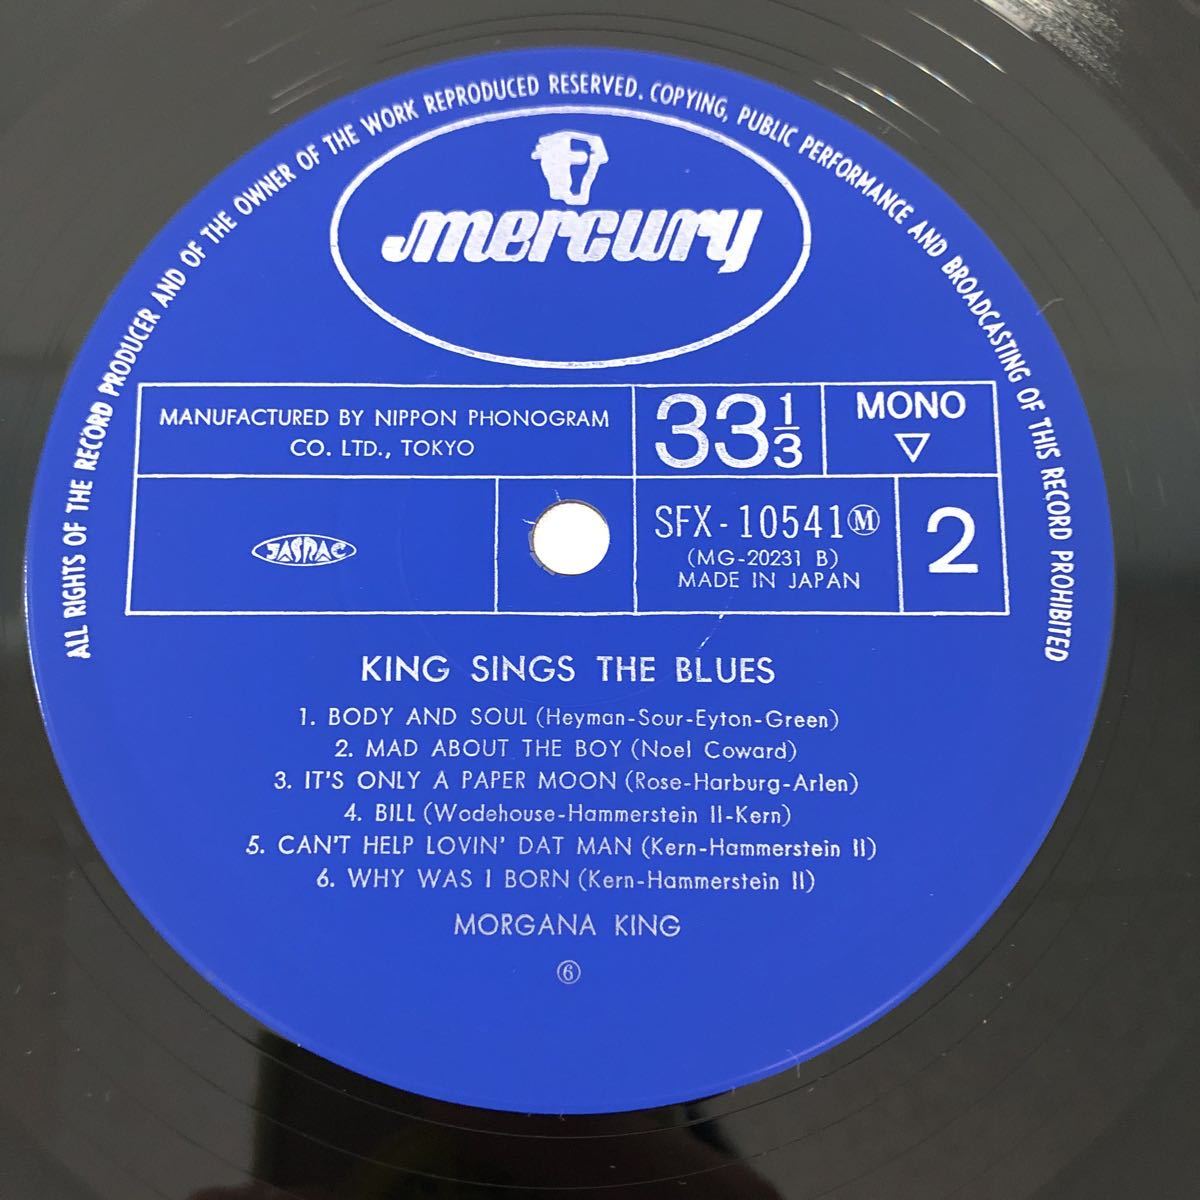 ALL RIGHTS OF THE RECORD PRODUCER AND OF THE OWNER OF THE WORK REPRODUCED RESERVED. COPYING, PUBLIC PERFORMANCE AND BROADCASTING OF THIS RECORD PROHIBITED
mercury
MANUFACTURED BY NIPPON PHONOGRAM
CO. LTD., TOKYO
33 1/3
MONO
▽
JASRAC
SFX-10541Ⓜ
(MG-20231 B)
MADE IN JAPAN
2
KING SINGS THE BLUES
1. BODY AND SOUL (Heyman-Sour-Eyton-Green)
2. MAD ABOUT THE BOY (Noel Coward)
3. IT'S ONLY A PAPER MOON (Rose-Harburg-Arlen)
4. BILL (Wodehouse-Hammerstein II-Kern)
5. CAN'T HELP LOVIN' DAT MAN (Kern-Hammerstein II)
6. WHY WAS I BORN (Kern-Hammerstein II)
MORGANA KING
⑥